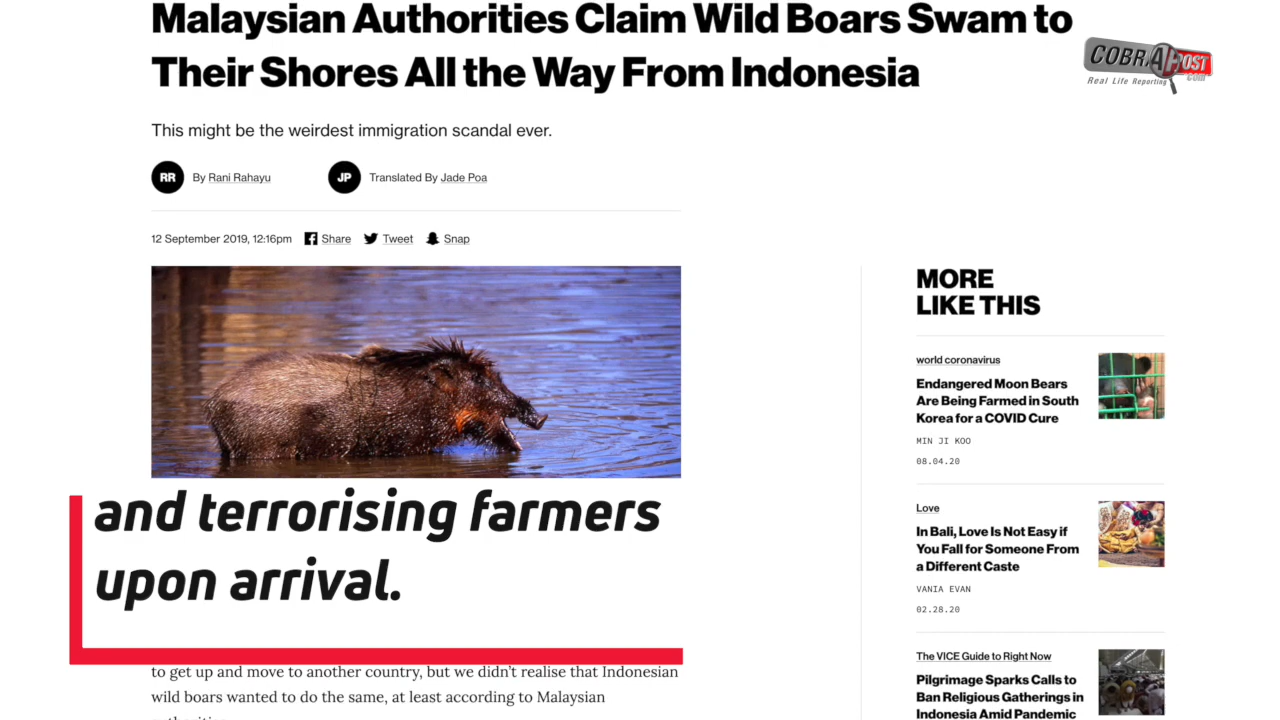 Malaysian Authorities Claim Wild Boars Swam to
Their Shores All the Way From Indonesia
COBRAPOST
.COM
Real Life Reporting
This might be the weirdest immigration scandal ever.
RR By Rani Rahayu JP Translated By Jade Poa
12 September 2019, 12:16pm Share Tweet Snap
and terrorising farmers
upon arrival.
to get up and move to another country, but we didn’t realise that Indonesian
wild boars wanted to do the same, at least according to Malaysian
MORE
LIKE THIS
world coronavirus
Endangered Moon Bears
Are Being Farmed in South
Korea for a COVID Cure
MIN JI KOO
08.04.20
Love
In Bali, Love Is Not Easy if
You Fall for Someone From
a Different Caste
VANIA EVAN
02.28.20
The VICE Guide to Right Now
Pilgrimage Sparks Calls to
Ban Religious Gatherings in
Indonesia Amid Pandemic